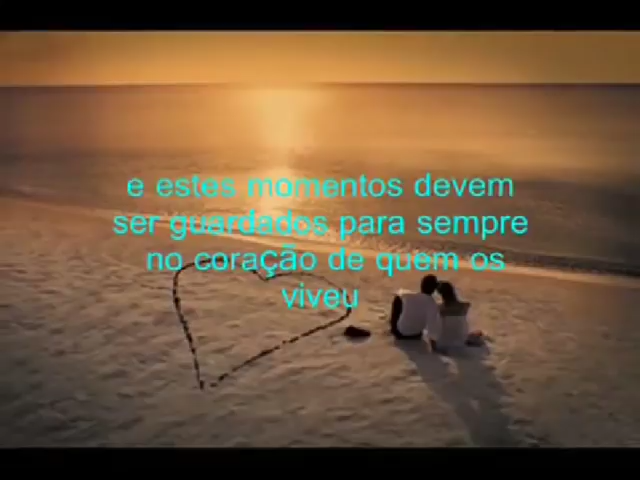 e estes momentos devem
ser guardados para sempre
no coração de quem os
viveu